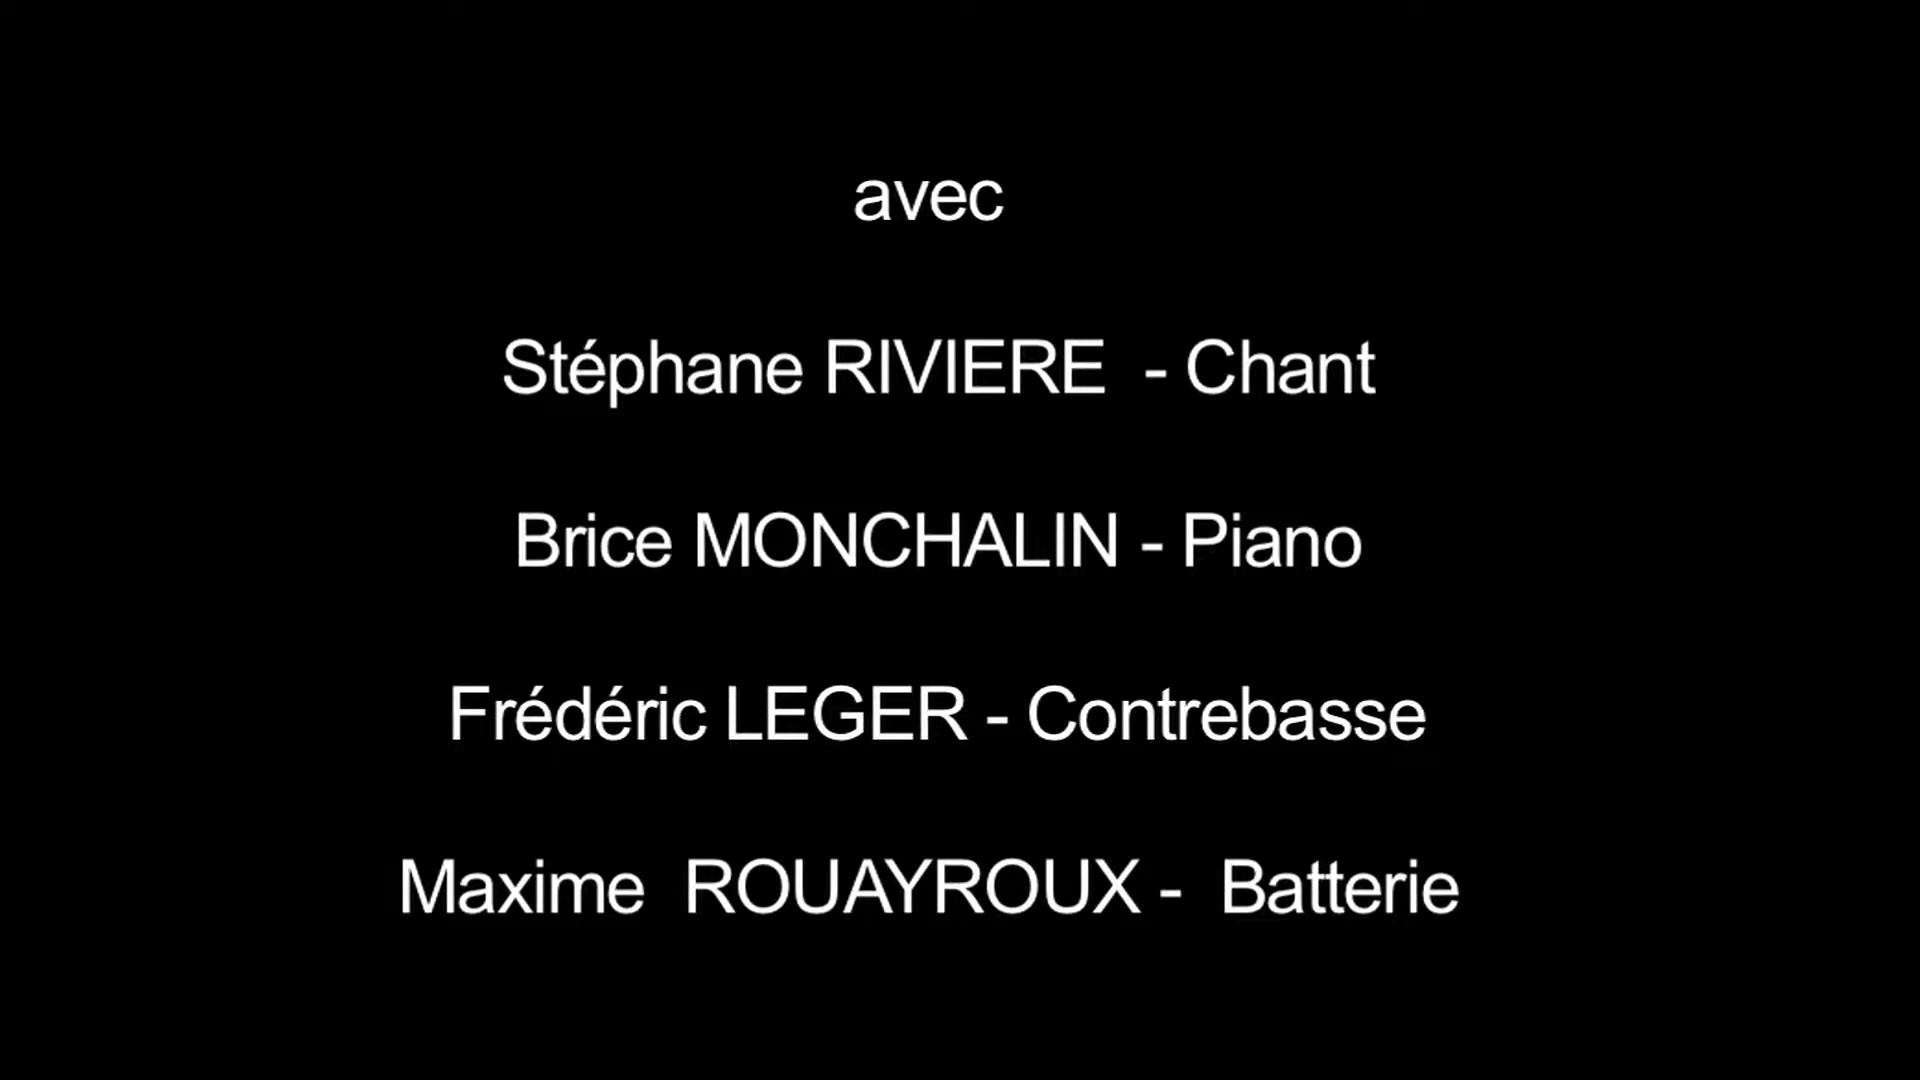 avec
Stéphane RIVIERE  - Chant
Brice MONCHALIN - Piano
Frédéric LEGER - Contrebasse
Maxime  ROUAYROUX -  Batterie